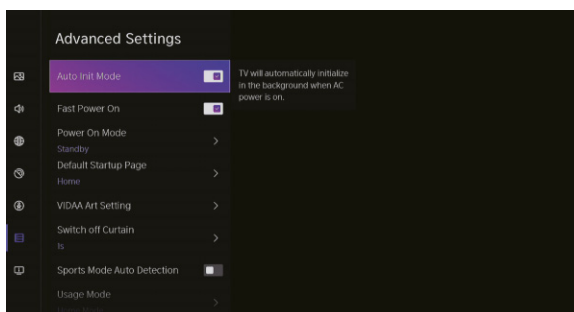 Advanced Settings
Auto Init Mode
TV will automatically initialize
in the background when AC
power is on.
Fast Power On
Power On Mode
Standby
Default Startup Page
Home
VIDAA Art Setting
Switch off Curtain
1s
Sports Mode Auto Detection
Usage Mode